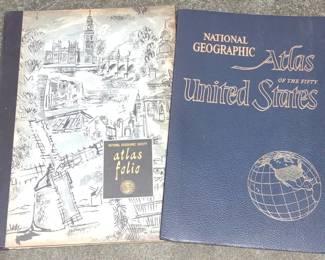 NATIONAL GEOGRAPHIC SOCIETY
atlas
folio
NATIONAL
GEOGRAPHIC
Atlas
OF THE FIFTY
United States